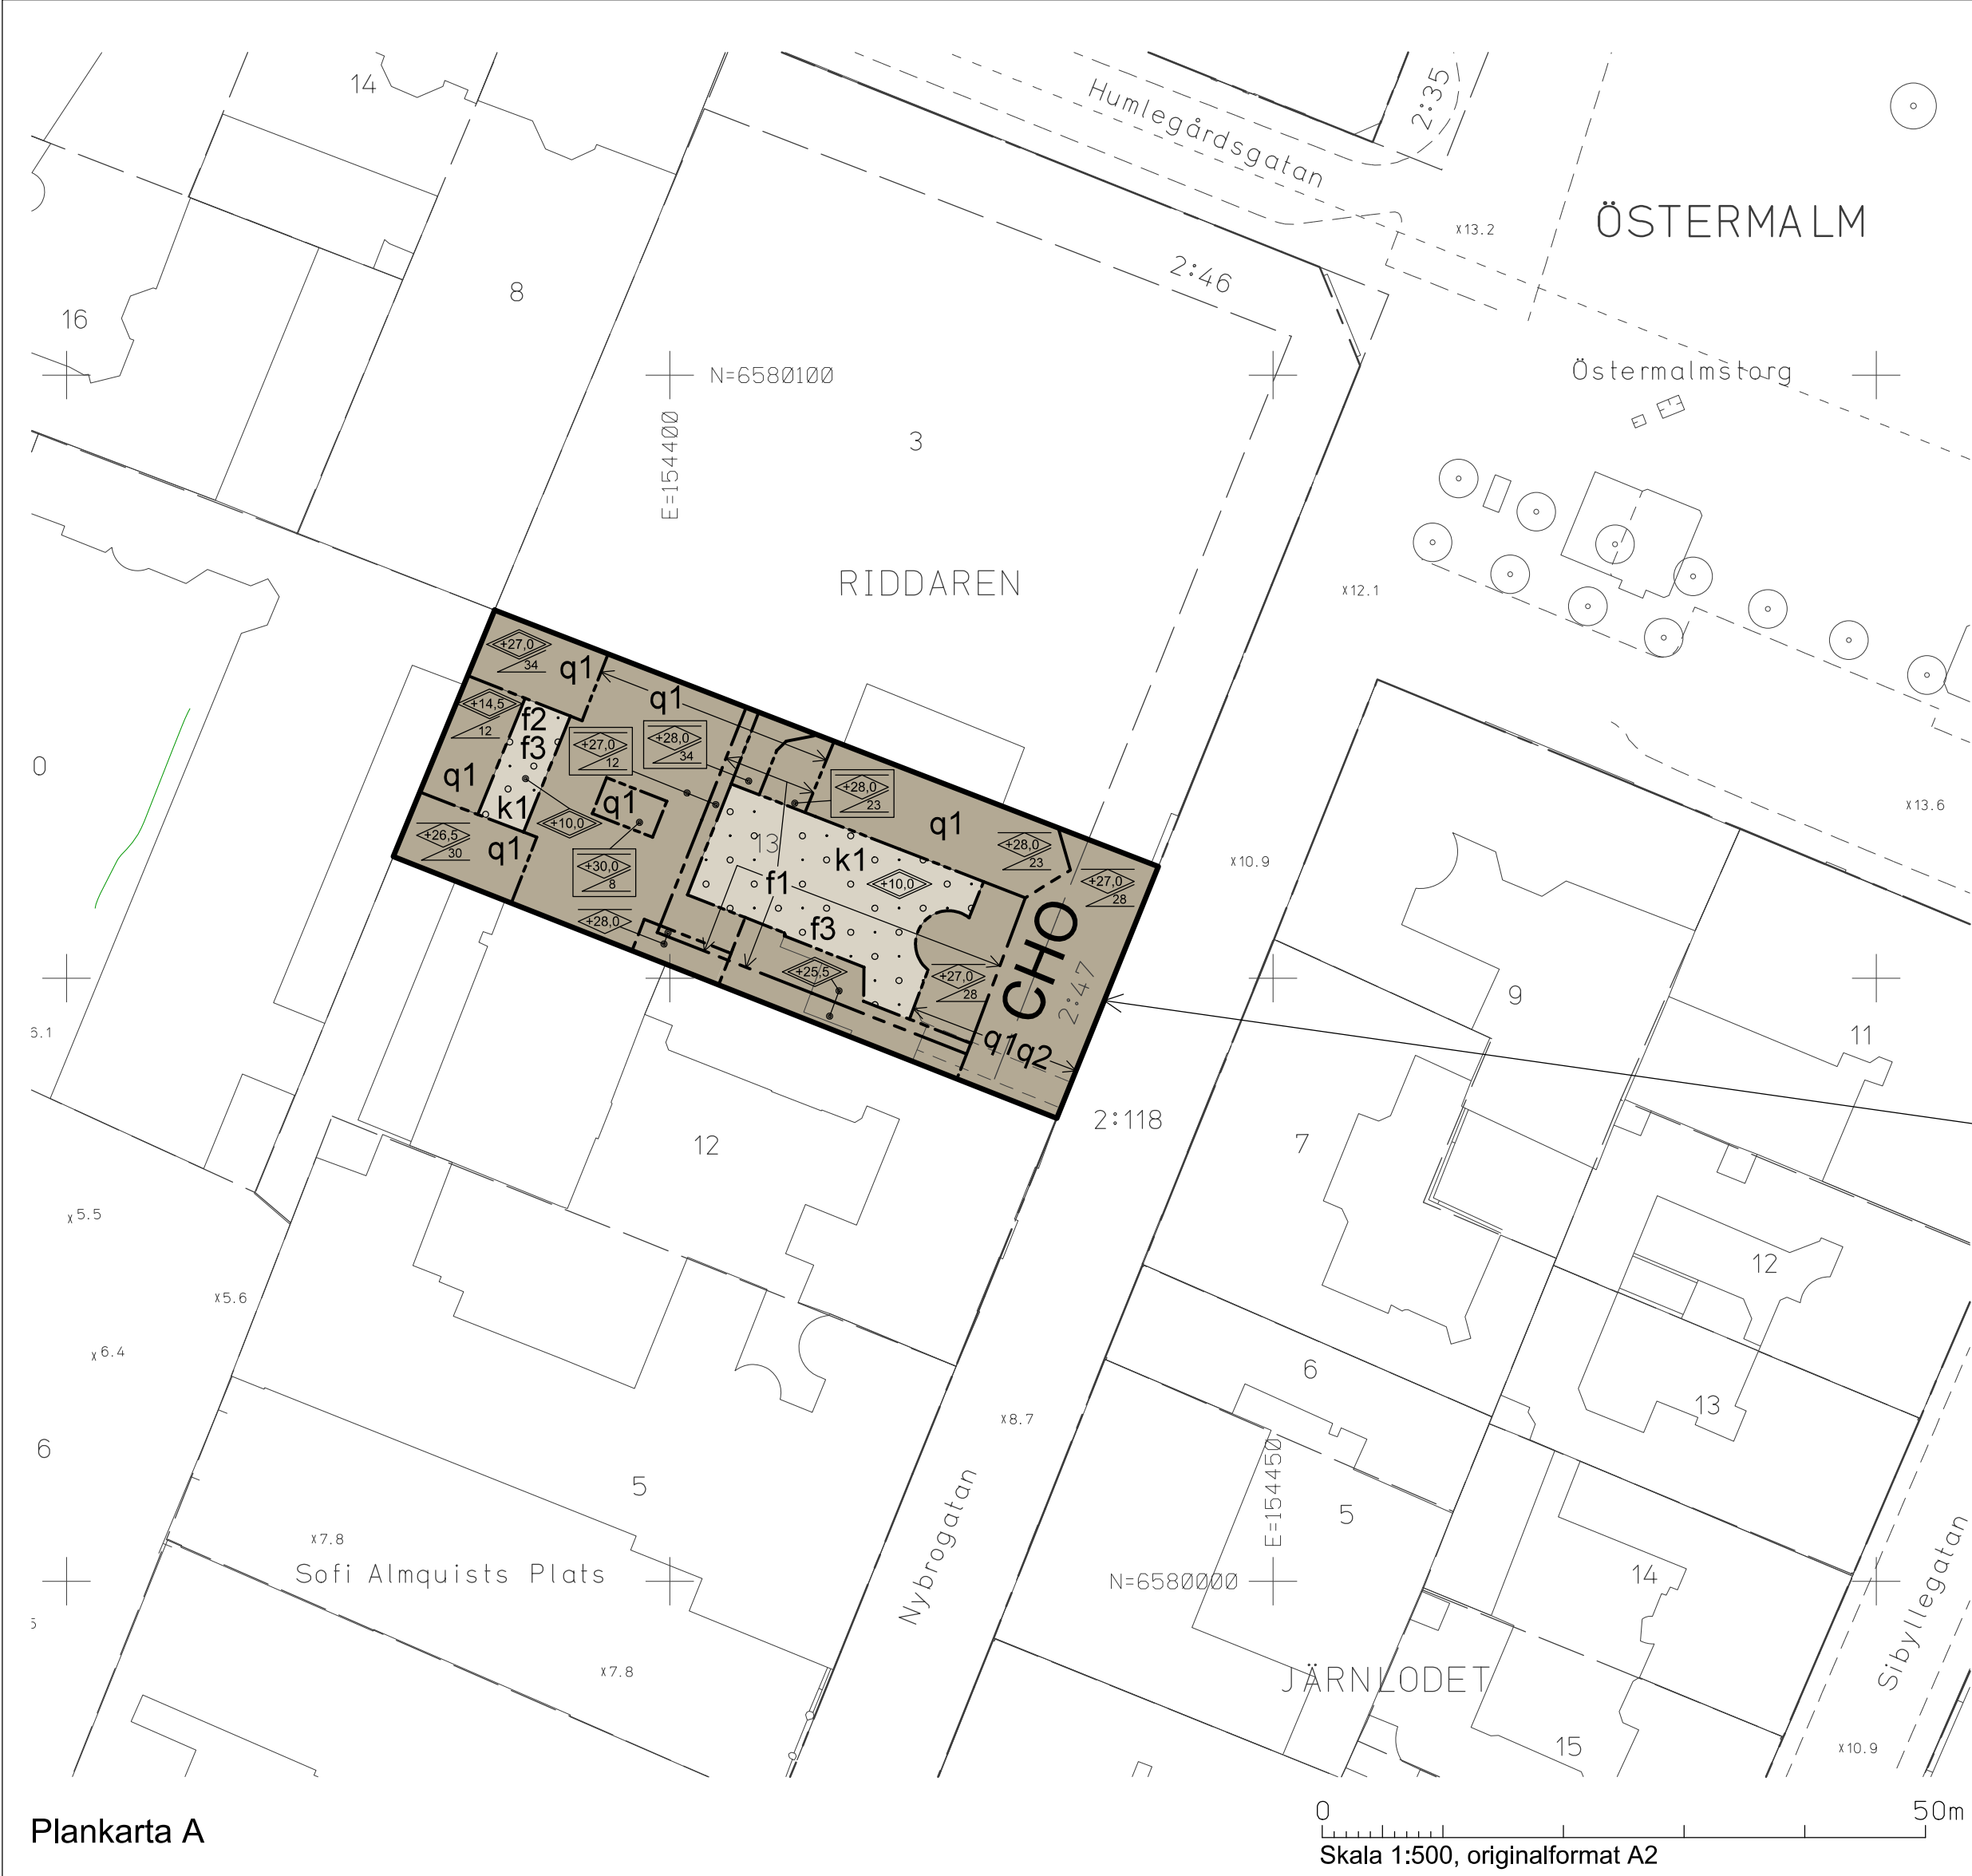 14
Humlegårdsgatan
2:35
ÖSTERMALM
x13.2
2:46
8
16
N=6580100
Östermalmstorg
E=154400
3
RIDDAREN
x12.1
+27,0
34
q1
q1
+14,5
12
f2
f3
+27,0
12
+28,0
34
0
q1
k1
q1
+10,0
+28,0
23
q1
x13.6
+26,5
30
q1
13
k1
+28,0
23
x10.9
+30,0
8
f1
+10,0
+27,0
28
+28,0
f3
CHO
+25,5
+27,0
28
2:47
9
6.1
q1q2
11
2:118
12
7
x5.5
12
x5.6
x6.4
6
13
x8.7
6
5
E=154450
5
x7.8
Sofi Almquists Plats
Nybrogatan
N=6580000
14
Sibyllegatan
x7.8
JÄRNLODET
15
x10.9
Plankarta A
0
50m
Skala 1:500, originalformat A2